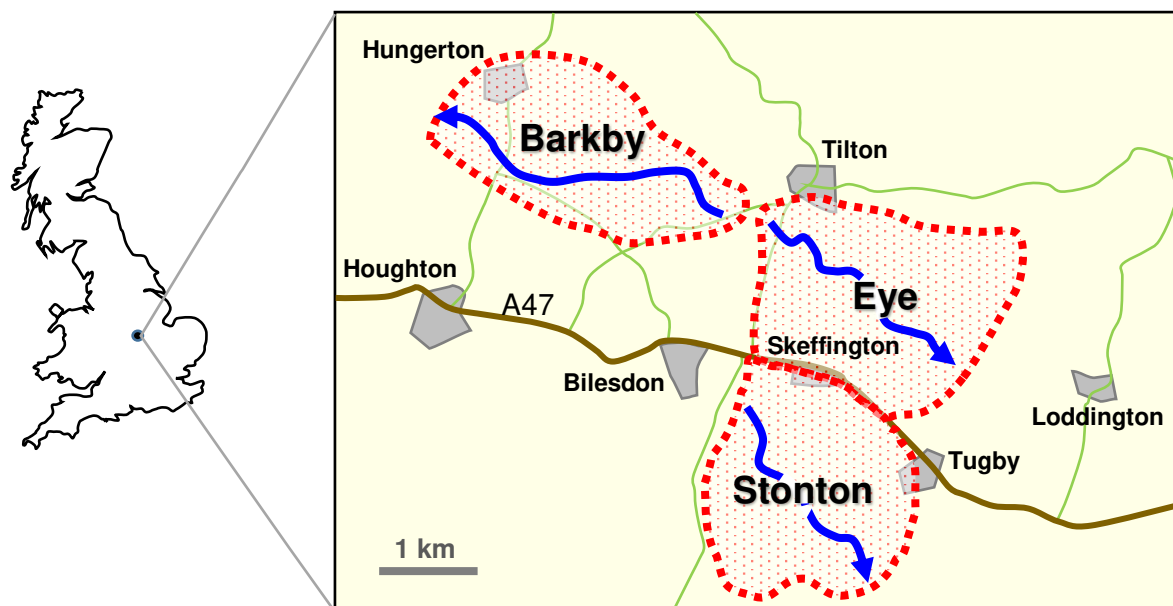 Hungerton
Barkby
Tilton
Houghton
A47
Eye
Skeffington
Bilesdon
Loddington
Tugby
Stonton
1 km